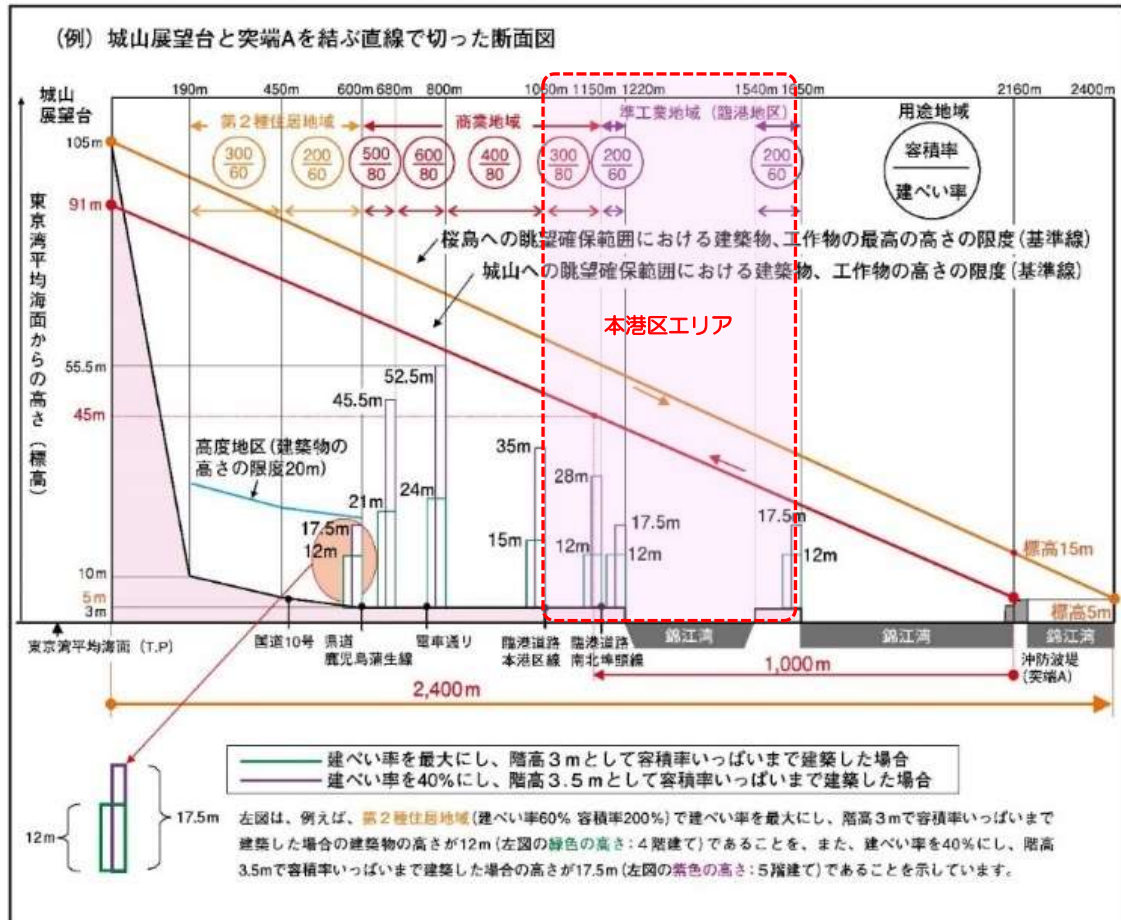 (例) 城山展望台と突端Aを結ぶ直線で切った断面図
城山
展望台
190m
450m
600m
680m
800m
1060m
1150m
1220m
1540m
1650m
2160m
2400m
第2種住居地域
商業地域
準工業地域 (臨港地区)
用途地域
容積率
建ぺい率
300
60
200
60
500
80
600
80
400
80
300
80
200
60
200
60
東京湾平均海面からの高さ(標高)
105m
91m
55.5m
45m
10m
5m
3m
桜島への眺望確保範囲における建築物、工作物の最高の高さの限度(基準線)
城山への眺望確保範囲における建築物、工作物の高さの限度(基準線)
本港区エリア
高度地区(建築物の
高さの限度20m)
17.5m
12m
21m
45.5m
24m
52.5m
15m
35m
12m
28m
17.5m
12m
17.5m
12m
標高15m
標高5m
東京湾平均海面 (T.P)
国道10号
県道
鹿児島蒲生線
電車通り
臨港道路
本港区線
臨港道路
南北埠頭線
錦江湾
錦江湾
錦江湾
沖防波堤
(突端A)
1,000m
2,400m
建ぺい率を最大にし、階高3mとして容積率いっぱいまで建築した場合
建ぺい率を40%にし、階高3.5mとして容積率いっぱいまで建築した場合
12m
17.5m
左図は、例えば、第2種住居地域(建ぺい率60% 容積率200%)で建ぺい率を最大にし、階高3mで容積率いっぱいまで
建築した場合の建築物の高さが12m(左図の緑色の高さ:4階建て)であることを、また、建ぺい率を40%にし、階高
3.5mで容積率いっぱいまで建築した場合の高さが17.5m(左図の紫色の高さ:5階建て)であることを示しています。